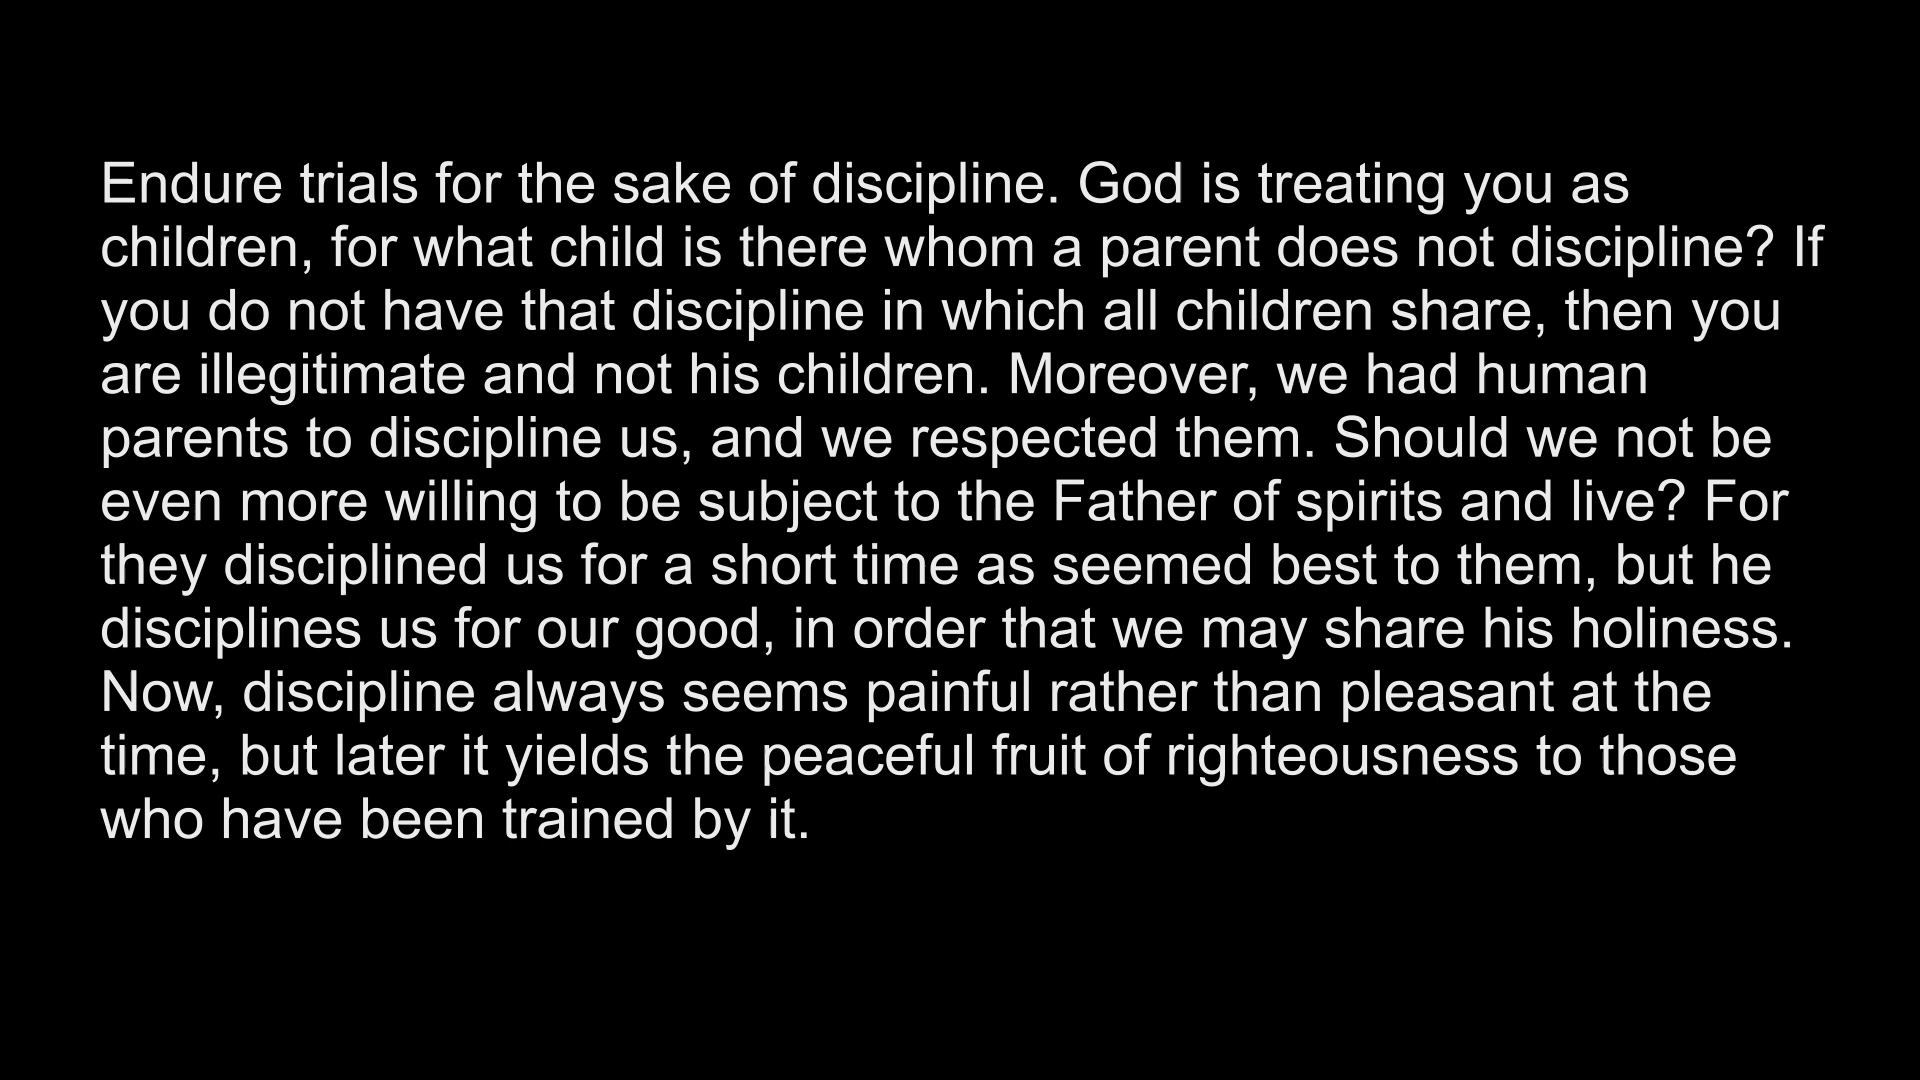 Endure trials for the sake of discipline. God is treating you as
children, for what child is there whom a parent does not discipline? If
you do not have that discipline in which all children share, then you
are illegitimate and not his children. Moreover, we had human
parents to discipline us, and we respected them. Should we not be
even more willing to be subject to the Father of spirits and live? For
they disciplined us for a short time as seemed best to them, but he
disciplines us for our good, in order that we may share his holiness.
Now, discipline always seems painful rather than pleasant at the
time, but later it yields the peaceful fruit of righteousness to those
who have been trained by it.